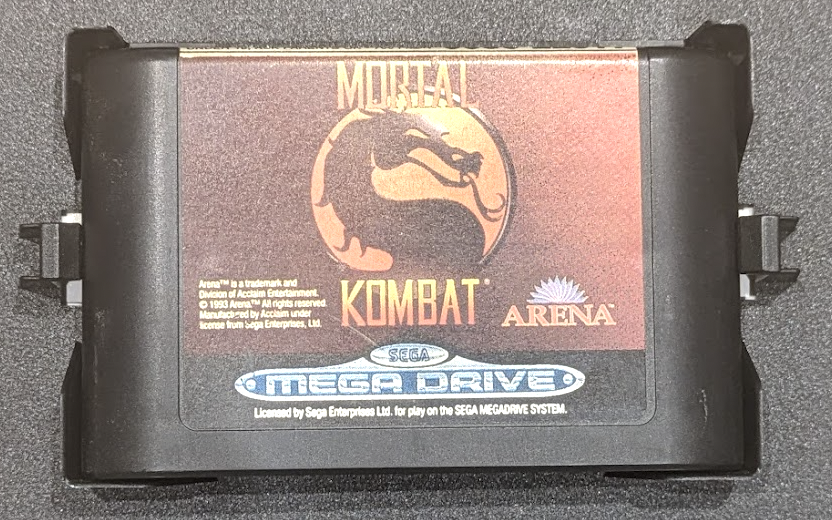 MORTAL
KOMBAT
Arena™ is a trademark and
Division of Acclaim Entertainment.
© 1993 Arena.™ All rights reserved.
Manufactured by Acclaim under
license from Sega Enterprises, Ltd.
ARENA™
SEGA
MEGA DRIVE
Licensed by Sega Enterprises Ltd. for play on the SEGA MEGADRIVE SYSTEM.